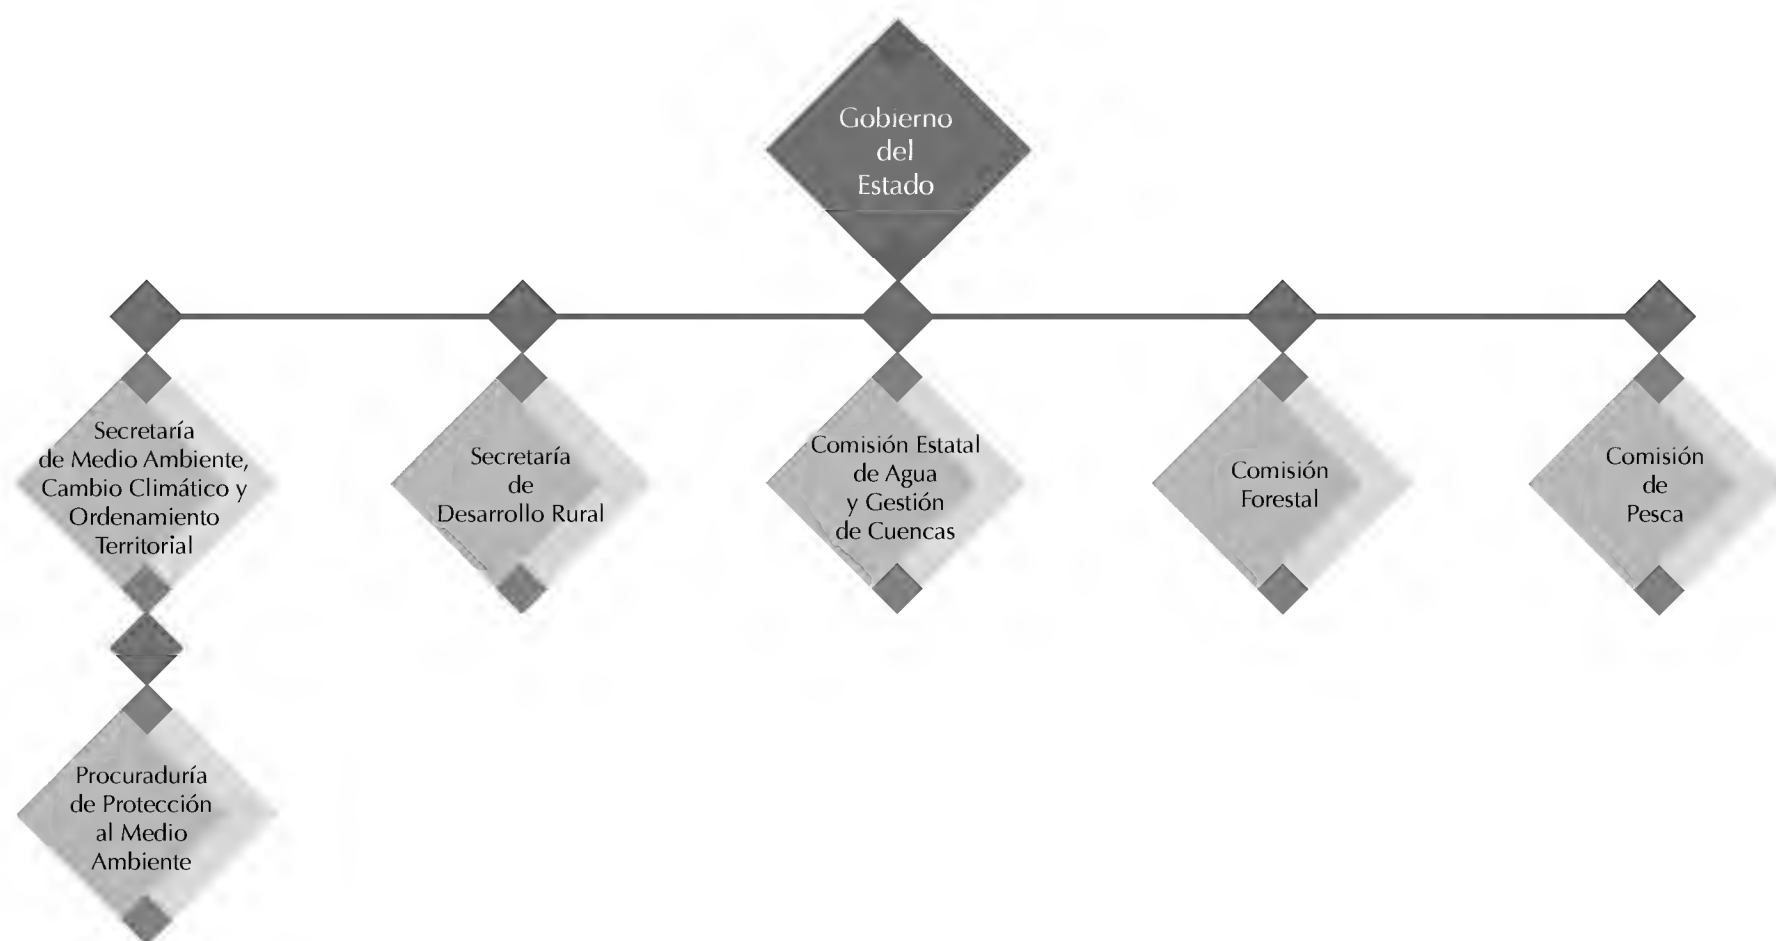 Gobierno
del
Estado
Secretaría
de Medio Ambiente,
Cambio Climático y
Ordenamiento
Territorial
Secretaría
de
Desarrollo Rural
Comisión Estatal
de Agua
y Gestión
de Cuencas
Comisión
Forestal
Comisión
de
Pesca
Procuraduría
de Protección
al Medio
Ambiente